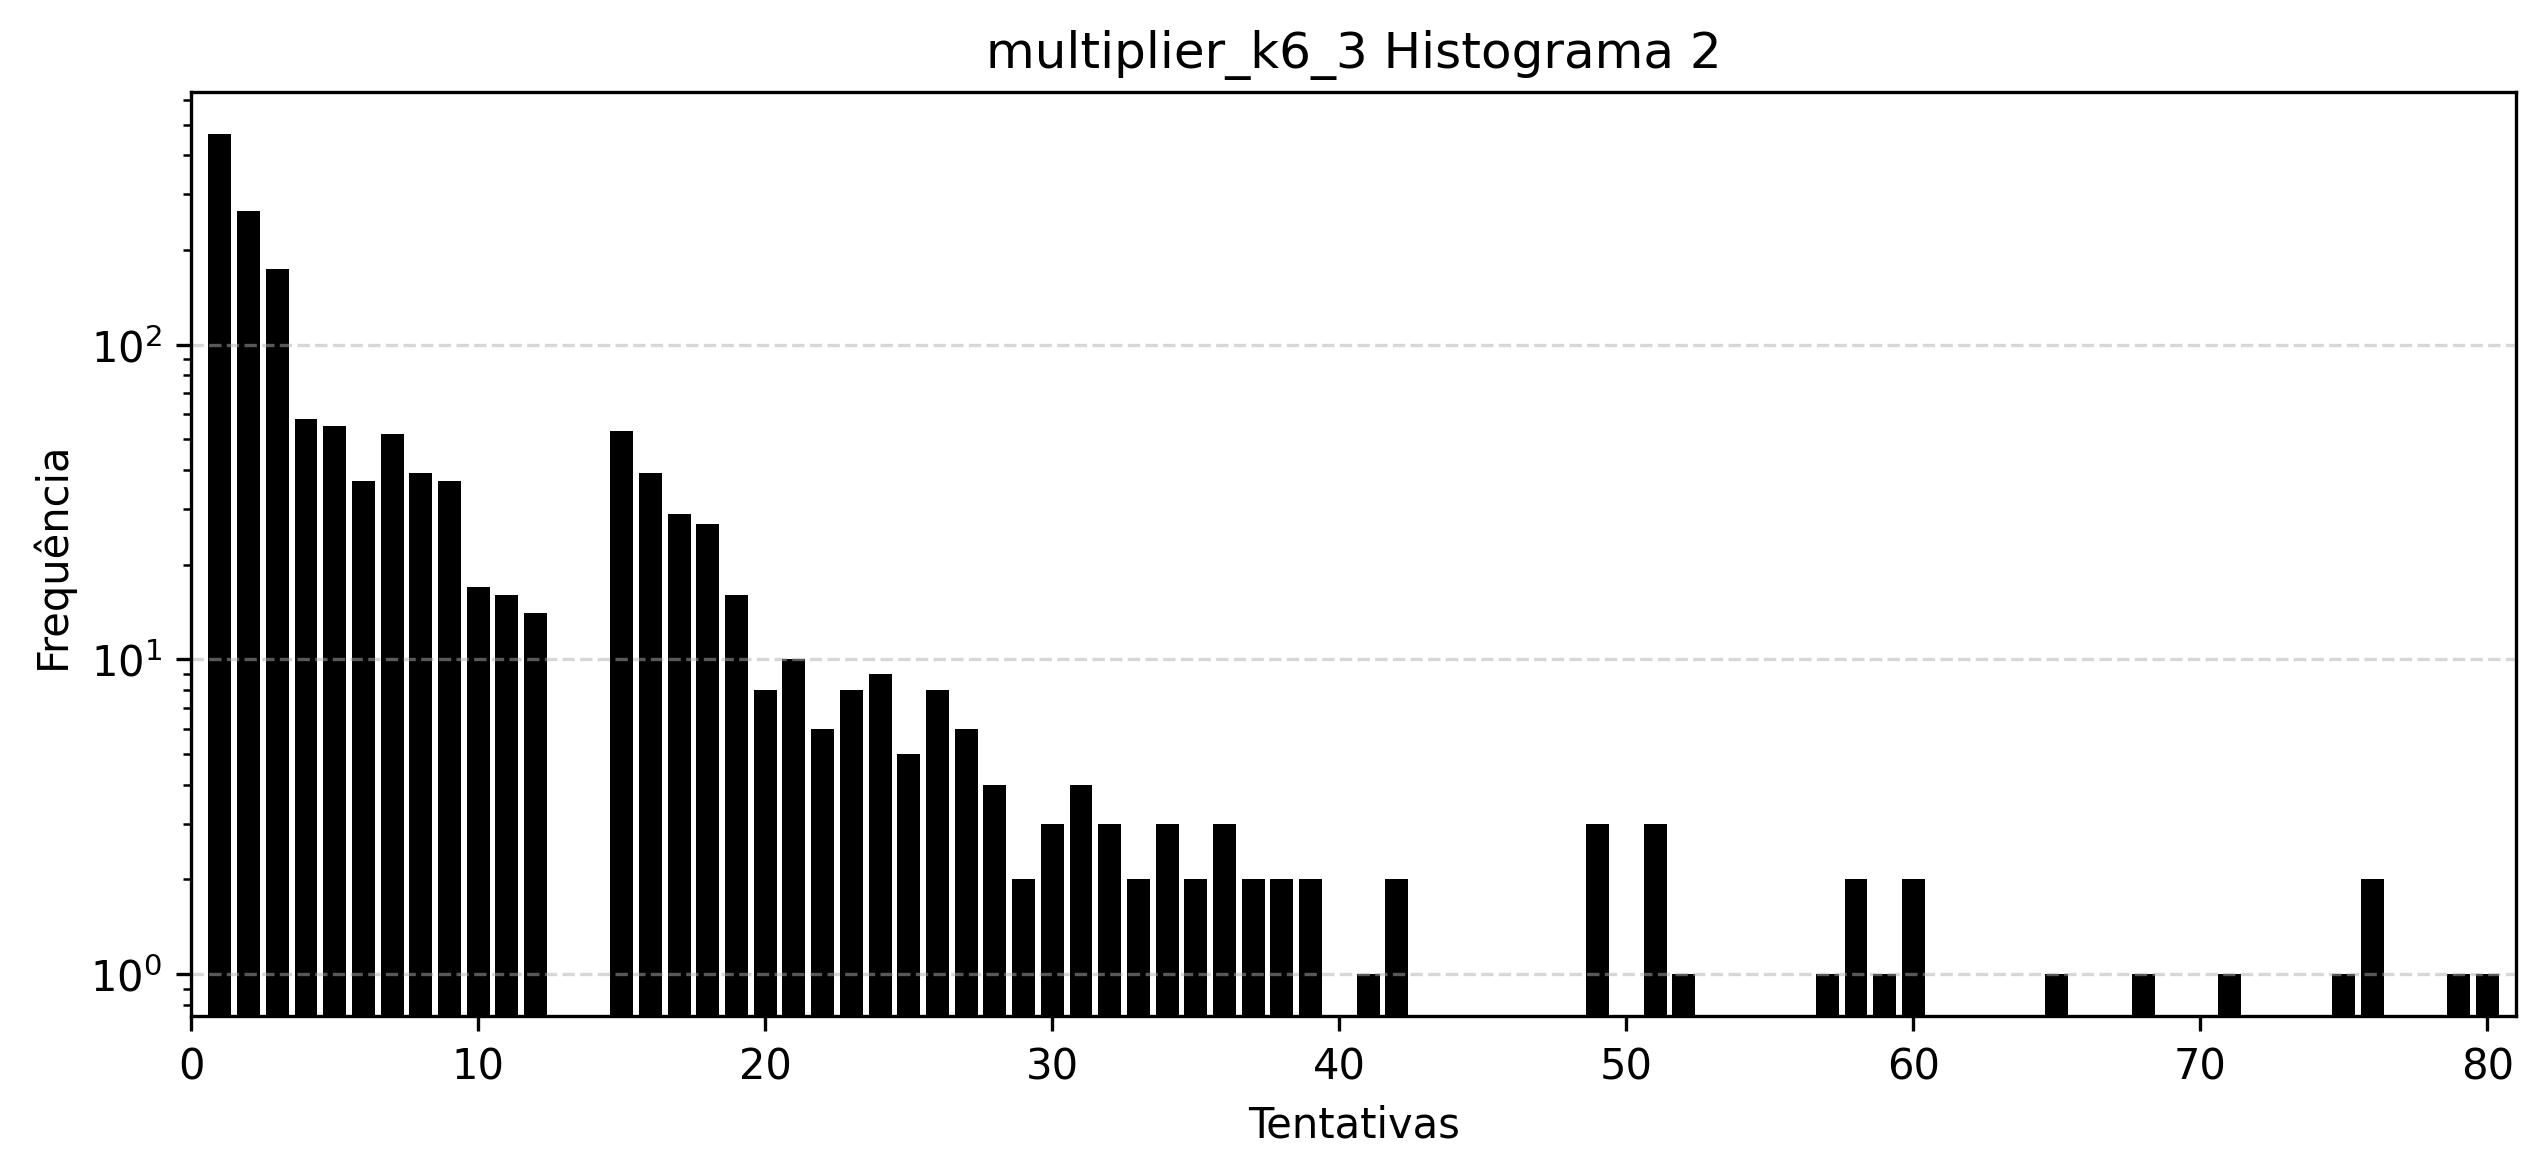 multiplier_k6_3 Histograma 2
Frequência
10²
10¹
10⁰
0 10 20 30 40 50 60 70 80
Tentativas